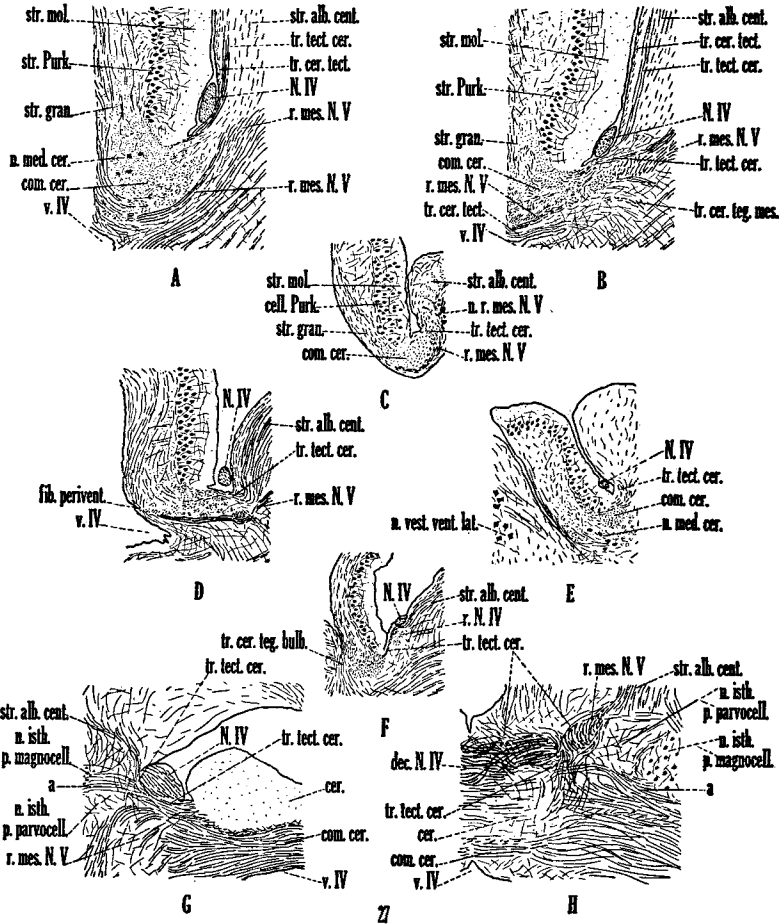 str. mol.
str. Purk.
str. gran.
n. med. cer.
com. cer.
v. IV
str. alb. cent.
tr. tect. cer.
tr. cer. tect.
N. IV
r. mes. N. V
r. mes. N. V
A
str. mol.
str. Purk.
str. gran.
com. cer.
r. mes. N. V
tr. cer. tect.
v. IV
str. alb. cent.
tr. cer. tect.
tr. tect. cer.
N. IV
r. mes. N. V
tr. tect. cer.
tr. cer. teg. mes.
B
str. mol.
cell. Purk.
str. gran.
com. cer.
str. alb. cent.
n. r. mes. N. V
tr. tect. cer.
r. mes. N. V
C
N. IV
str. alb. cent.
tr. tect. cer.
r. mes. N. V
fib. perivent.
v. IV
D
N. IV
tr. tect. cer.
com. cer.
n. med. cer.
n. vest. vent. lat.
E
N. IV
str. alb. cent.
r. N. IV
tr. tect. cer.
tr. cer. teg. bulb.
F
tr. tect. cer.
str. alb. cent.
n. isth.
p. magnocell.
a
n. isth.
p. parvocell.
r. mes. N. V
N. IV
tr. tect. cer.
cer.
com. cer.
v. IV
G
r. mes. N. V
str. alb. cent.
n. isth.
p. parvocell.
n. isth.
p. magnocell.
a
dec. N. IV
tr. tect. cer.
cer.
com. cer.
v. IV
H
27